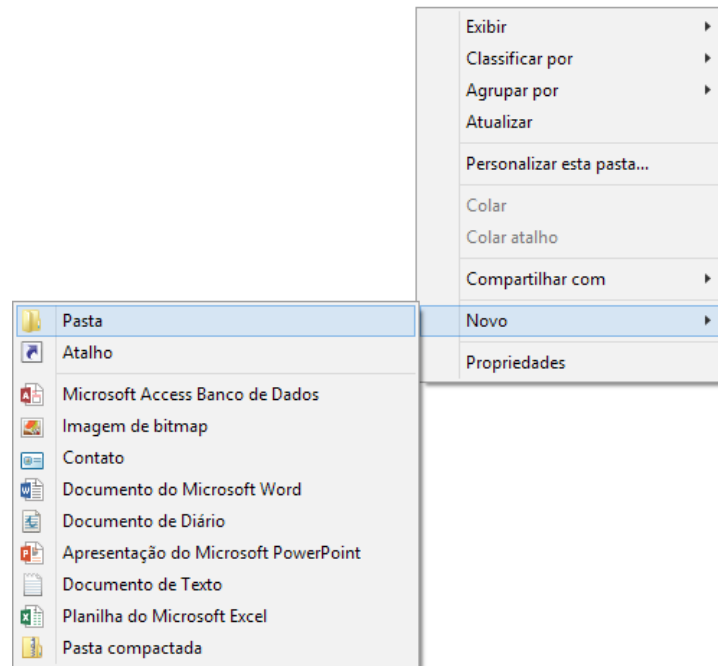 Exibir
Classificar por
Agrupar por
Atualizar
Personalizar esta pasta...
Colar
Colar atalho
Compartilhar com
Novo
Propriedades
Pasta
Atalho
Microsoft Access Banco de Dados
Imagem de bitmap
Contato
Documento do Microsoft Word
Documento de Diário
Apresentação do Microsoft PowerPoint
Documento de Texto
Planilha do Microsoft Excel
Pasta compactada